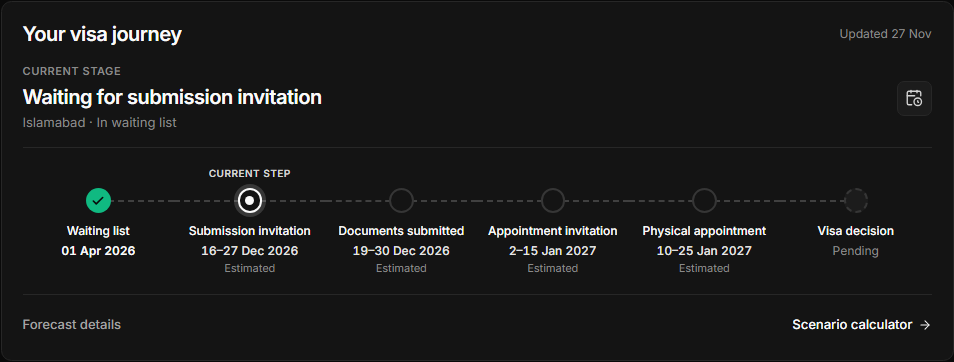 Your visa journey
Updated 27 Nov
CURRENT STAGE
Waiting for submission invitation
Islamabad · In waiting list
CURRENT STEP
Waiting list
01 Apr 2026
Submission invitation
16–27 Dec 2026
Estimated
Documents submitted
19–30 Dec 2026
Estimated
Appointment invitation
2–15 Jan 2027
Estimated
Physical appointment
10–25 Jan 2027
Estimated
Visa decision
Pending
Forecast details
Scenario calculator →